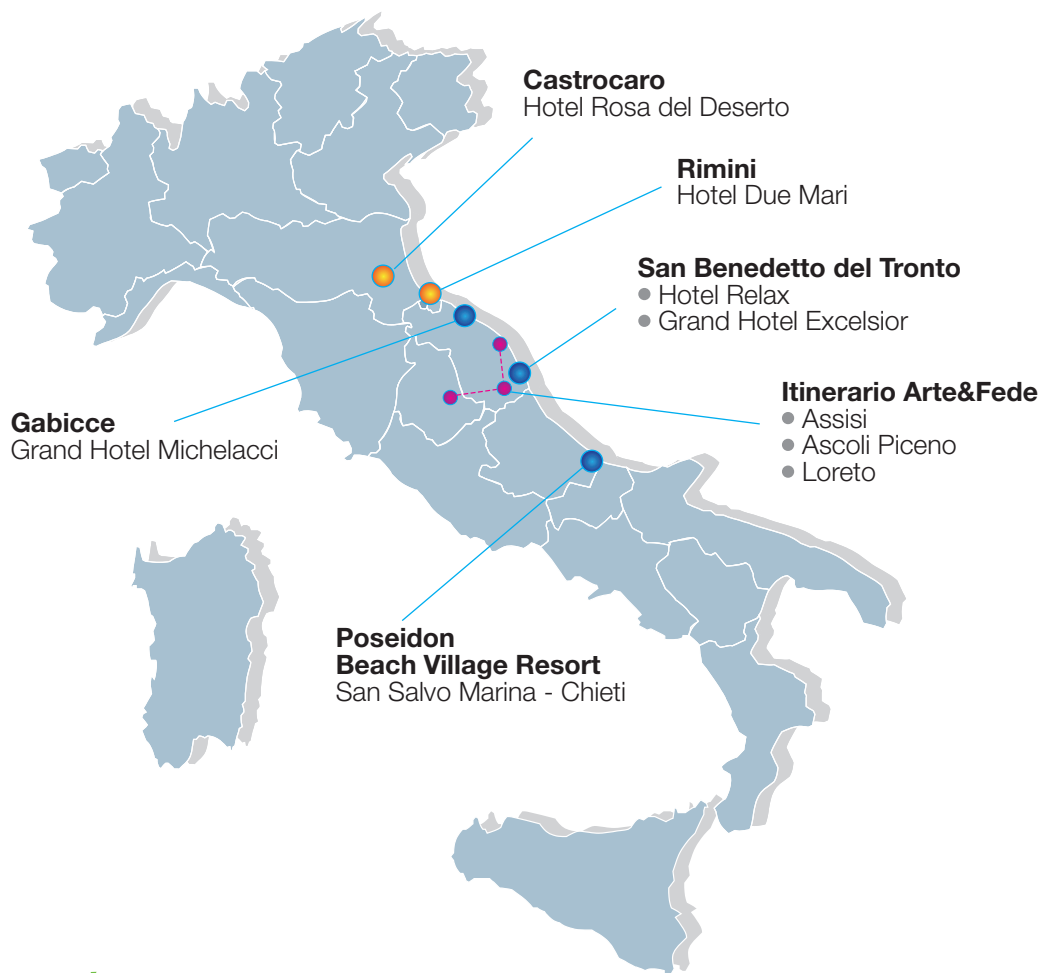 Castrocaro
Hotel Rosa del Deserto
Rimini
Hotel Due Mari
San Benedetto del Tronto
● Hotel Relax
● Grand Hotel Excelsior
Itinerario Arte&Fede
● Assisi
● Ascoli Piceno
● Loreto
Gabicce
Grand Hotel Michelacci
Poseidon
Beach Village Resort
San Salvo Marina - Chieti